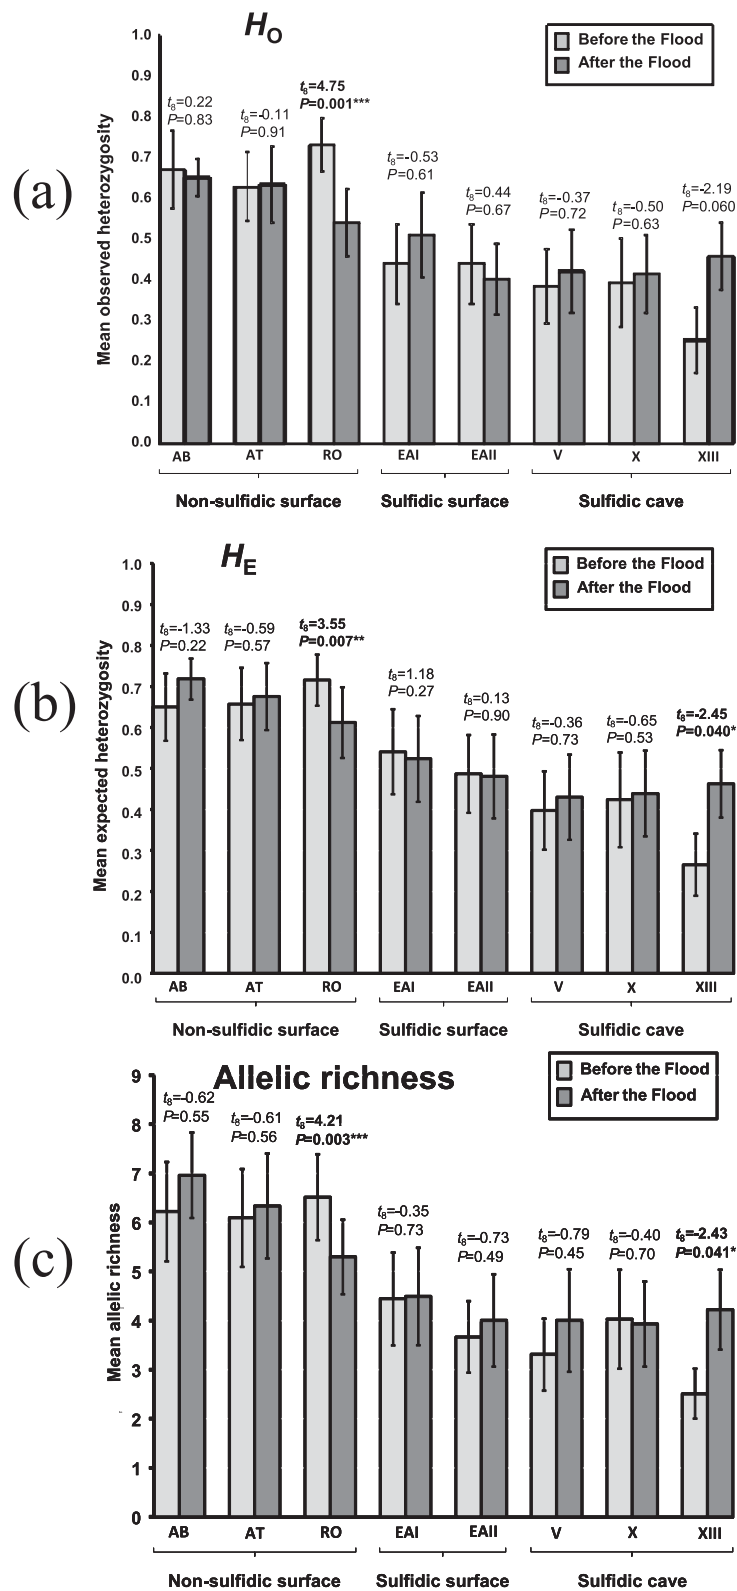 (a)
H_O
Before the Flood
After the Flood
Mean observed heterozygosity
1.0
0.9
0.8
0.7
0.6
0.5
0.4
0.3
0.2
0.1
0.0
t8=0.22
P=0.83
t8=-0.11
P=0.91
t8=4.75
P=0.001***
t8=-0.53
P=0.61
t8=0.44
P=0.67
t8=-0.37
P=0.72
t8=-0.50
P=0.63
t8=-2.19
P=0.060
AB AT RO EAI EAII V X XIII
Non-sulfidic surface Sulfidic surface Sulfidic cave
(b)
H_E
Before the Flood
After the Flood
Mean expected heterozygosity
1.0
0.9
0.8
0.7
0.6
0.5
0.4
0.3
0.2
0.1
0.0
t8=-1.33
P=0.22
t8=-0.59
P=0.57
t8=3.55
P=0.007**
t8=1.18
P=0.27
t8=0.13
P=0.90
t8=-0.36
P=0.73
t8=-0.65
P=0.53
t8=-2.45
P=0.040*
AB AT RO EAI EAII V X XIII
Non-sulfidic surface Sulfidic surface Sulfidic cave
(c)
Allelic richness
Before the Flood
After the Flood
Mean allelic richness
9
8
7
6
5
4
3
2
1
0
t8=-0.62
P=0.55
t8=-0.61
P=0.56
t8=4.21
P=0.003***
t8=-0.35
P=0.73
t8=-0.73
P=0.49
t8=-0.79
P=0.45
t8=-0.40
P=0.70
t8=-2.43
P=0.041*
AB AT RO EAI EAII V X XIII
Non-sulfidic surface Sulfidic surface Sulfidic cave